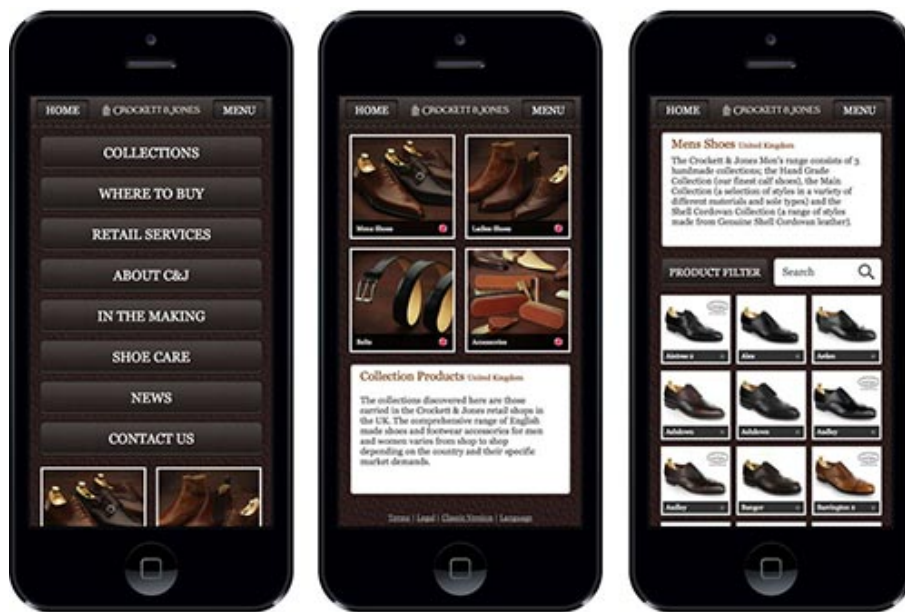 HOME CROCKETT & JONES MENU
COLLECTIONS
WHERE TO BUY
RETAIL SERVICES
ABOUT C&J
IN THE MAKING
SHOE CARE
NEWS
CONTACT US
HOME CROCKETT & JONES MENU
Mens Shoes
Ladies Shoes
Belts
Accessories
Collection Products United Kingdom
The collections discovered here are those
carried in the Crockett & Jones retail shops in
the UK. The comprehensive range of English
made shoes and footwear accessories for men
and women varies from shop to shop
depending on the country and their specific
market demands.
Terms | Legal | Classic Version | Language
HOME CROCKETT & JONES MENU
Mens Shoes United Kingdom
The Crockett & Jones Men's range consists of 3
handmade collections; the Hand Grade
Collection (our finest calf shoes), the Main
Collection (a selection of styles in a variety of
different materials and sole types) and the
Shell Cordovan Collection (a range of styles
made from Genuine Shell Cordovan leather).
PRODUCT FILTER Search
Aintree 2
Alex
Arden
Ashdown
Ashdown
Audley
Audley
Bangor
Barrington 2